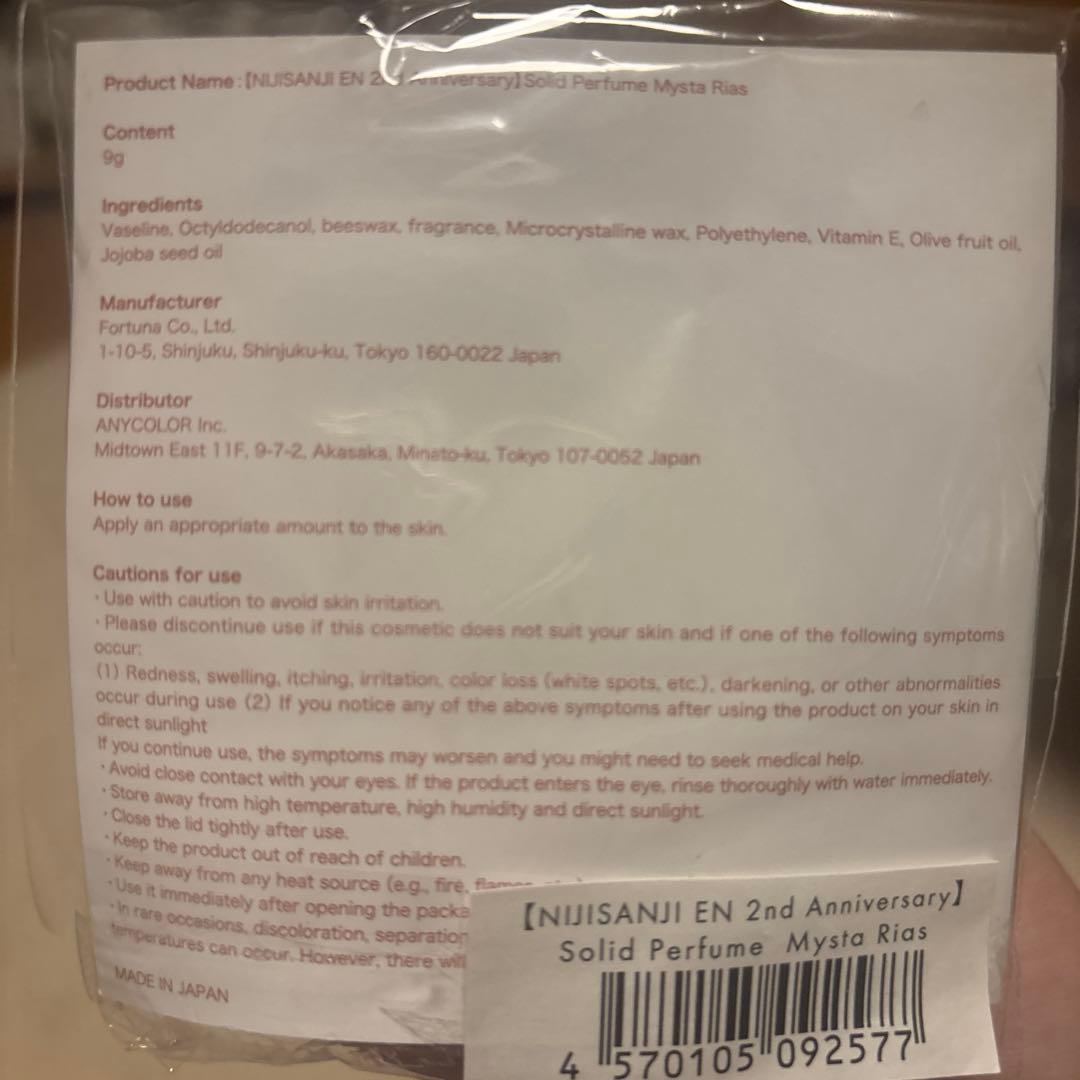 Product Name:【NIJISANJI EN 2nd Anniversary】Solid Perfume Mysta Rias
Content
9g
Ingredients
Vaseline, Octyldodecanol, beeswax, fragrance, Microcrystalline wax, Polyethylene, Vitamin E, Olive fruit oil,
Jojoba seed oil
Manufacturer
Fortuna Co., Ltd.
1-10-5, Shinjuku, Shinjuku-ku, Tokyo 160-0022 Japan
Distributor
ANYCOLOR Inc.
Midtown East 11F, 9-7-2, Akasaka, Minato-ku, Tokyo 107-0052 Japan
How to use
Apply an appropriate amount to the skin.
Cautions for use
・Use with caution to avoid skin irritation.
・Please discontinue use if this cosmetic does not suit your skin and if one of the following symptoms
occur:
(1) Redness, swelling, itching, irritation, color loss (white spots, etc.), darkening, or other abnormalities
occur during use (2) If you notice any of the above symptoms after using the product on your skin in
direct sunlight
If you continue use, the symptoms may worsen and you might need to seek medical help.
・Avoid close contact with your eyes. If the product enters the eye, rinse thoroughly with water immediately.
・Store away from high temperature, high humidity and direct sunlight.
・Close the lid tightly after use.
・Keep the product out of reach of children.
・Keep away from any heat source (e.g., fire,
・Use it immediately after opening the packa
・In rare occasions, discoloration, separation
temperatures can occur. However, there will
MADE IN JAPAN
【NIJISANJI EN 2nd Anniversary】
Solid Perfume Mysta Rias
4 570105 092577